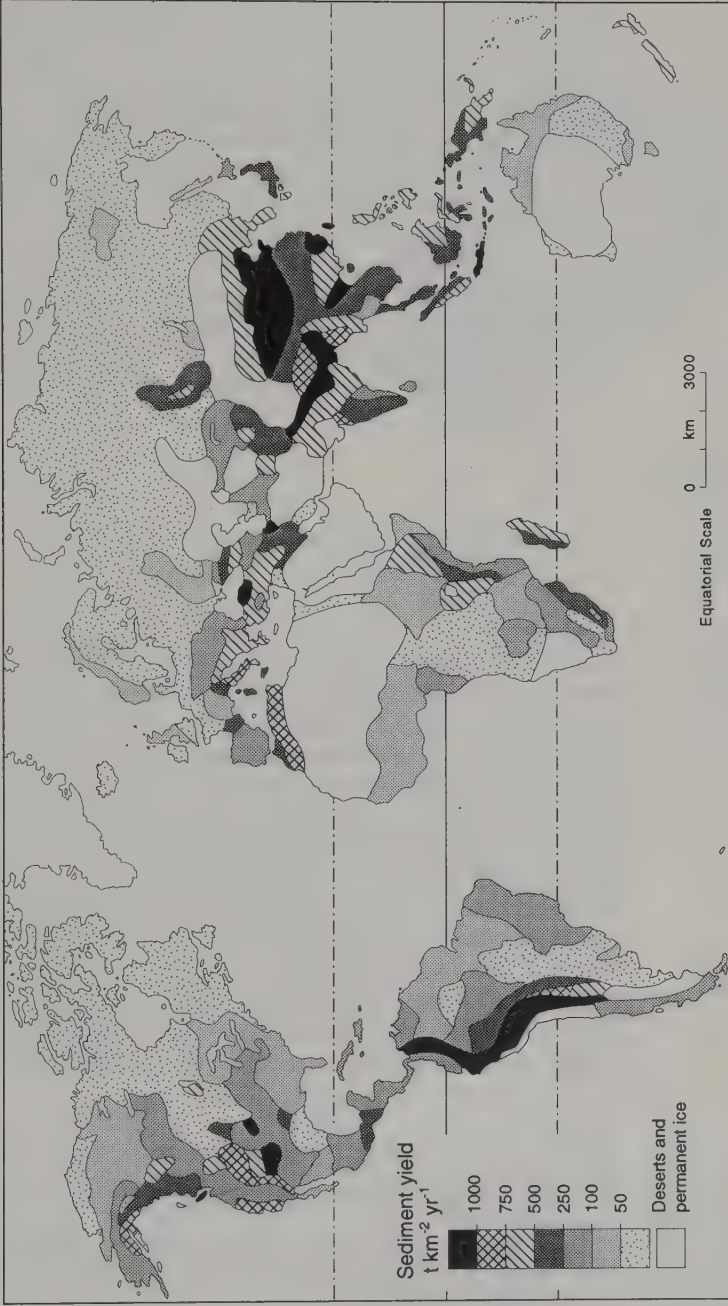 Sediment yield
t km⁻² yr⁻¹
1000
750
500
250
100
50
Deserts and
permanent ice
0 km 3000
Equatorial Scale